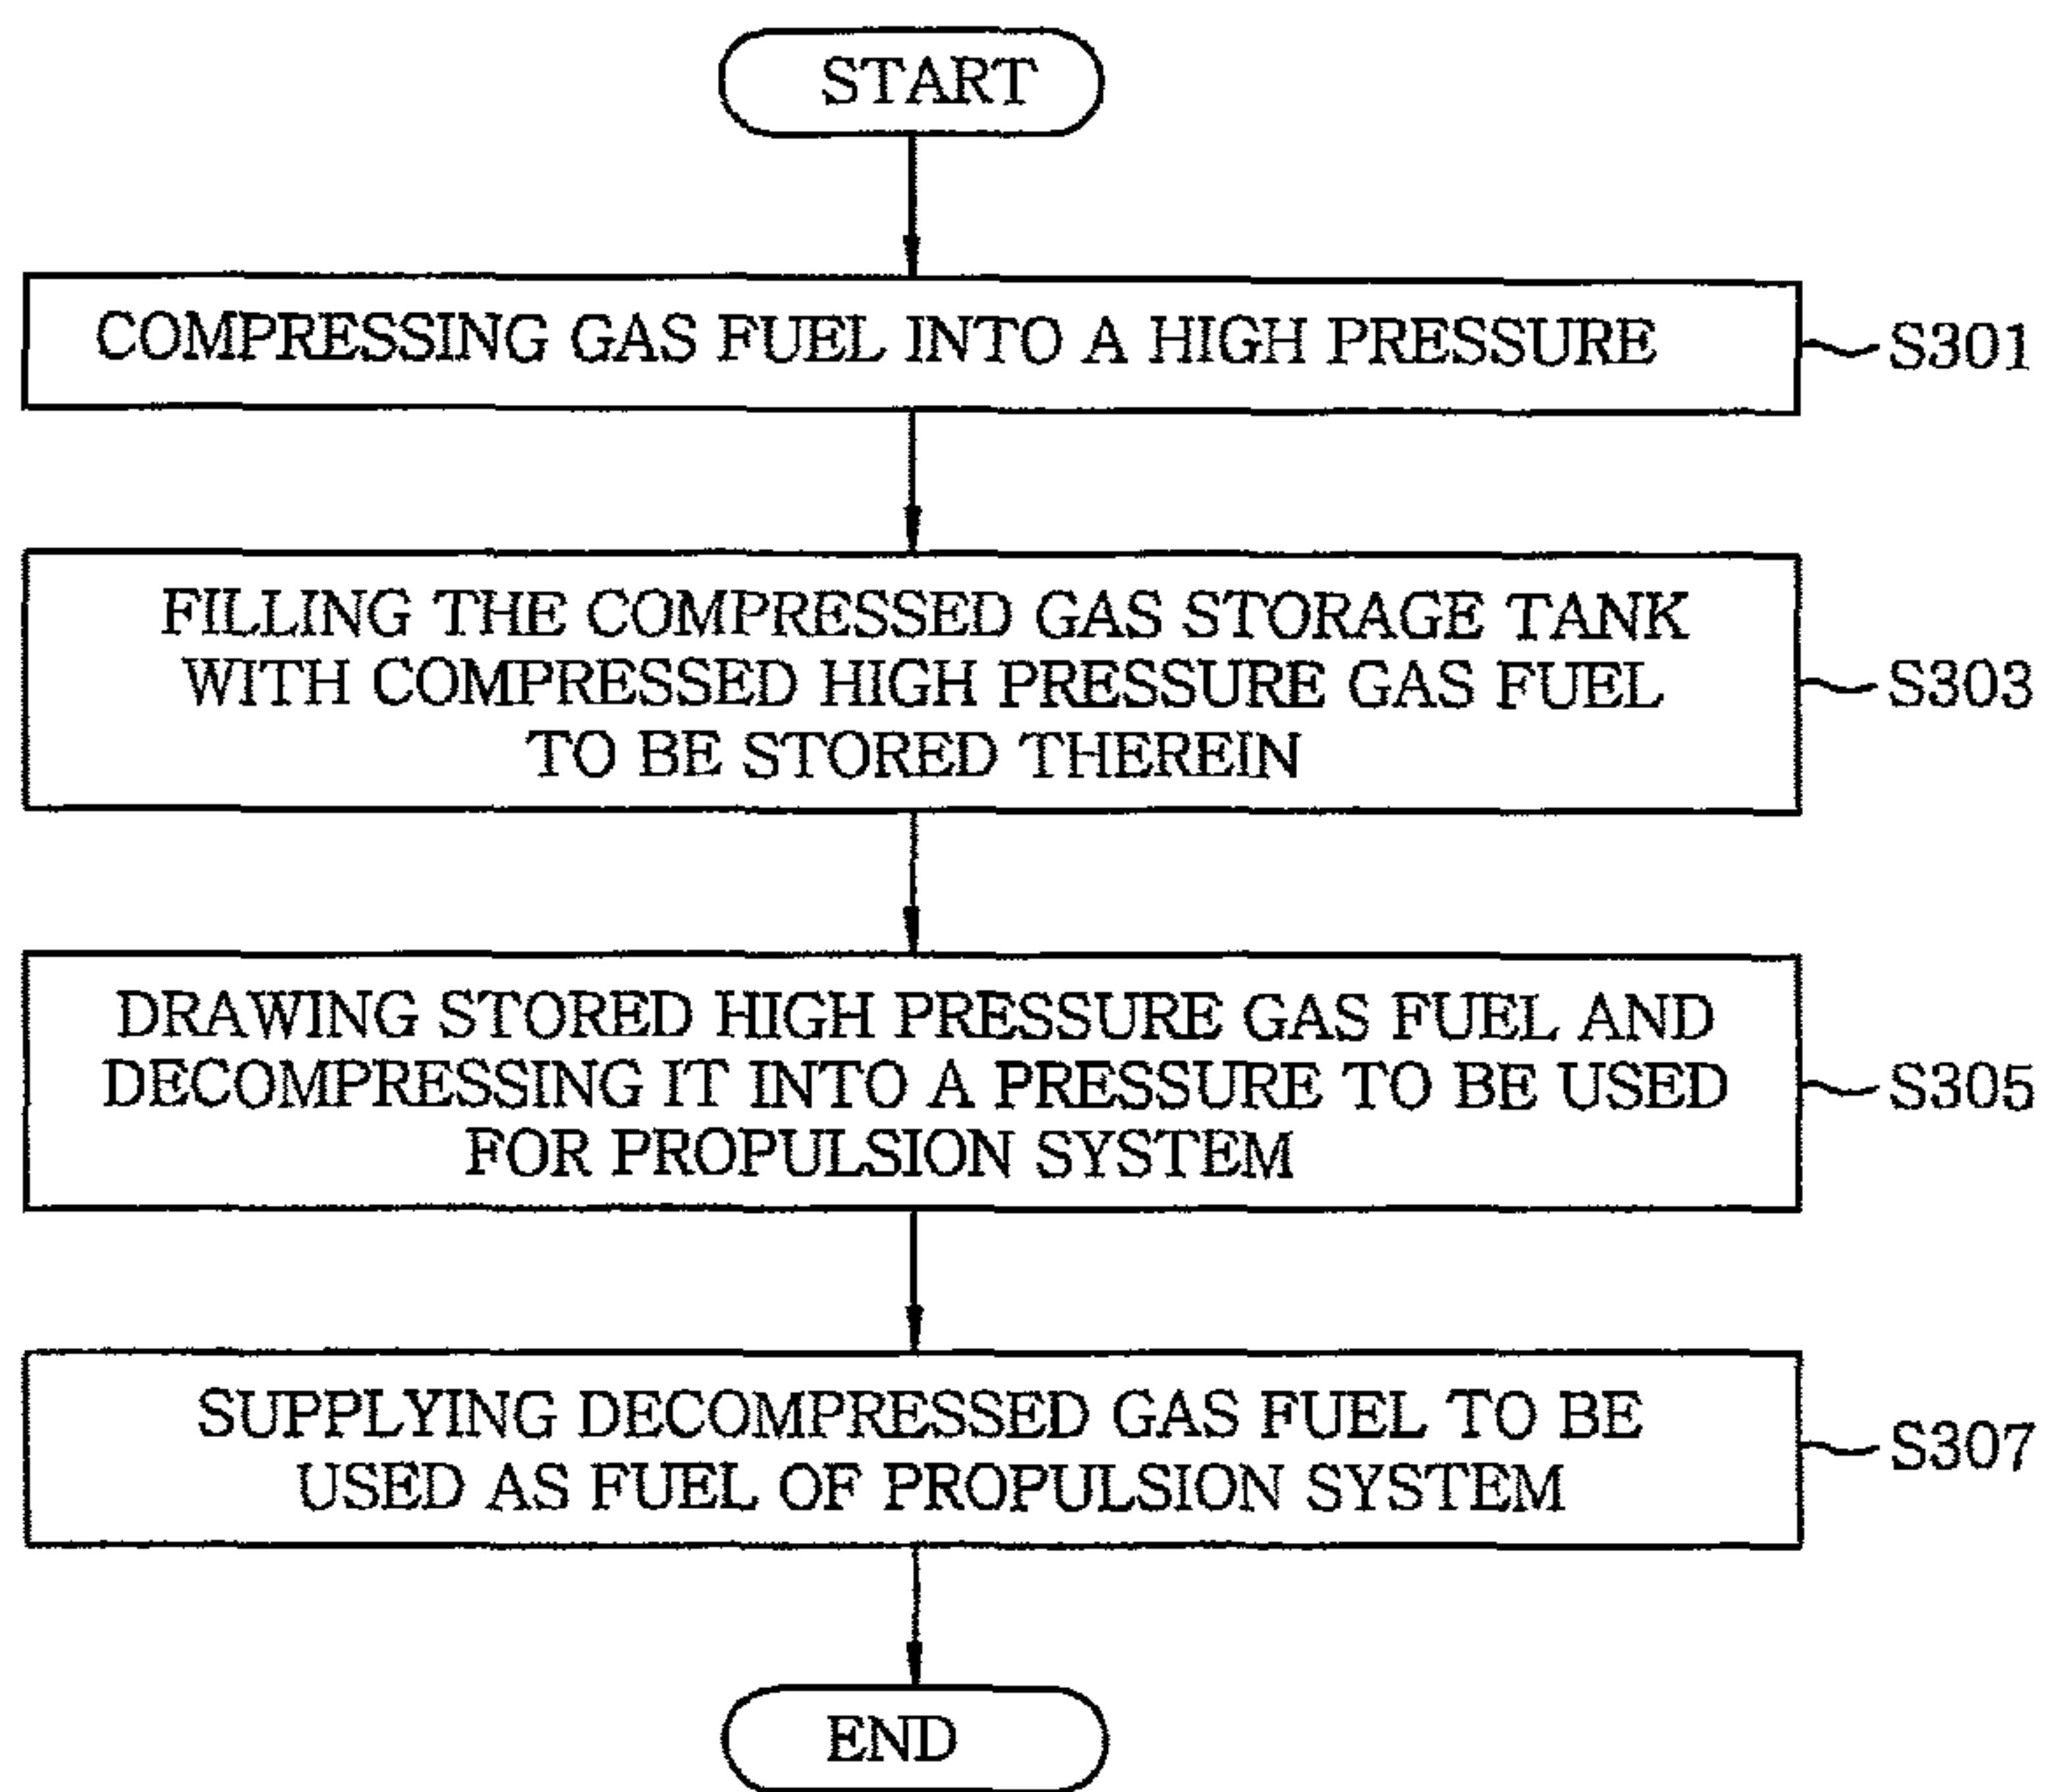 START
COMPRESSING GAS FUEL INTO A HIGH PRESSURE
S301
FILLING THE COMPRESSED GAS STORAGE TANK
WITH COMPRESSED HIGH PRESSURE GAS FUEL
TO BE STORED THEREIN
S303
DRAWING STORED HIGH PRESSURE GAS FUEL AND
DECOMPRESSING IT INTO A PRESSURE TO BE USED
FOR PROPULSION SYSTEM
S305
SUPPLYING DECOMPRESSED GAS FUEL TO BE
USED AS FUEL OF PROPULSION SYSTEM
S307
END